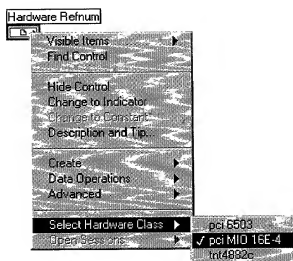 Hardware Refnum
Visible Items
Find Control
Hide Control
Change to Indicator
Change to Constant
Description and Tip...
Create
Data Operations
Advanced
Select Hardware Class
Open Sessions
pci 6503
✓ pci MIO 16E-4
tnt4882c